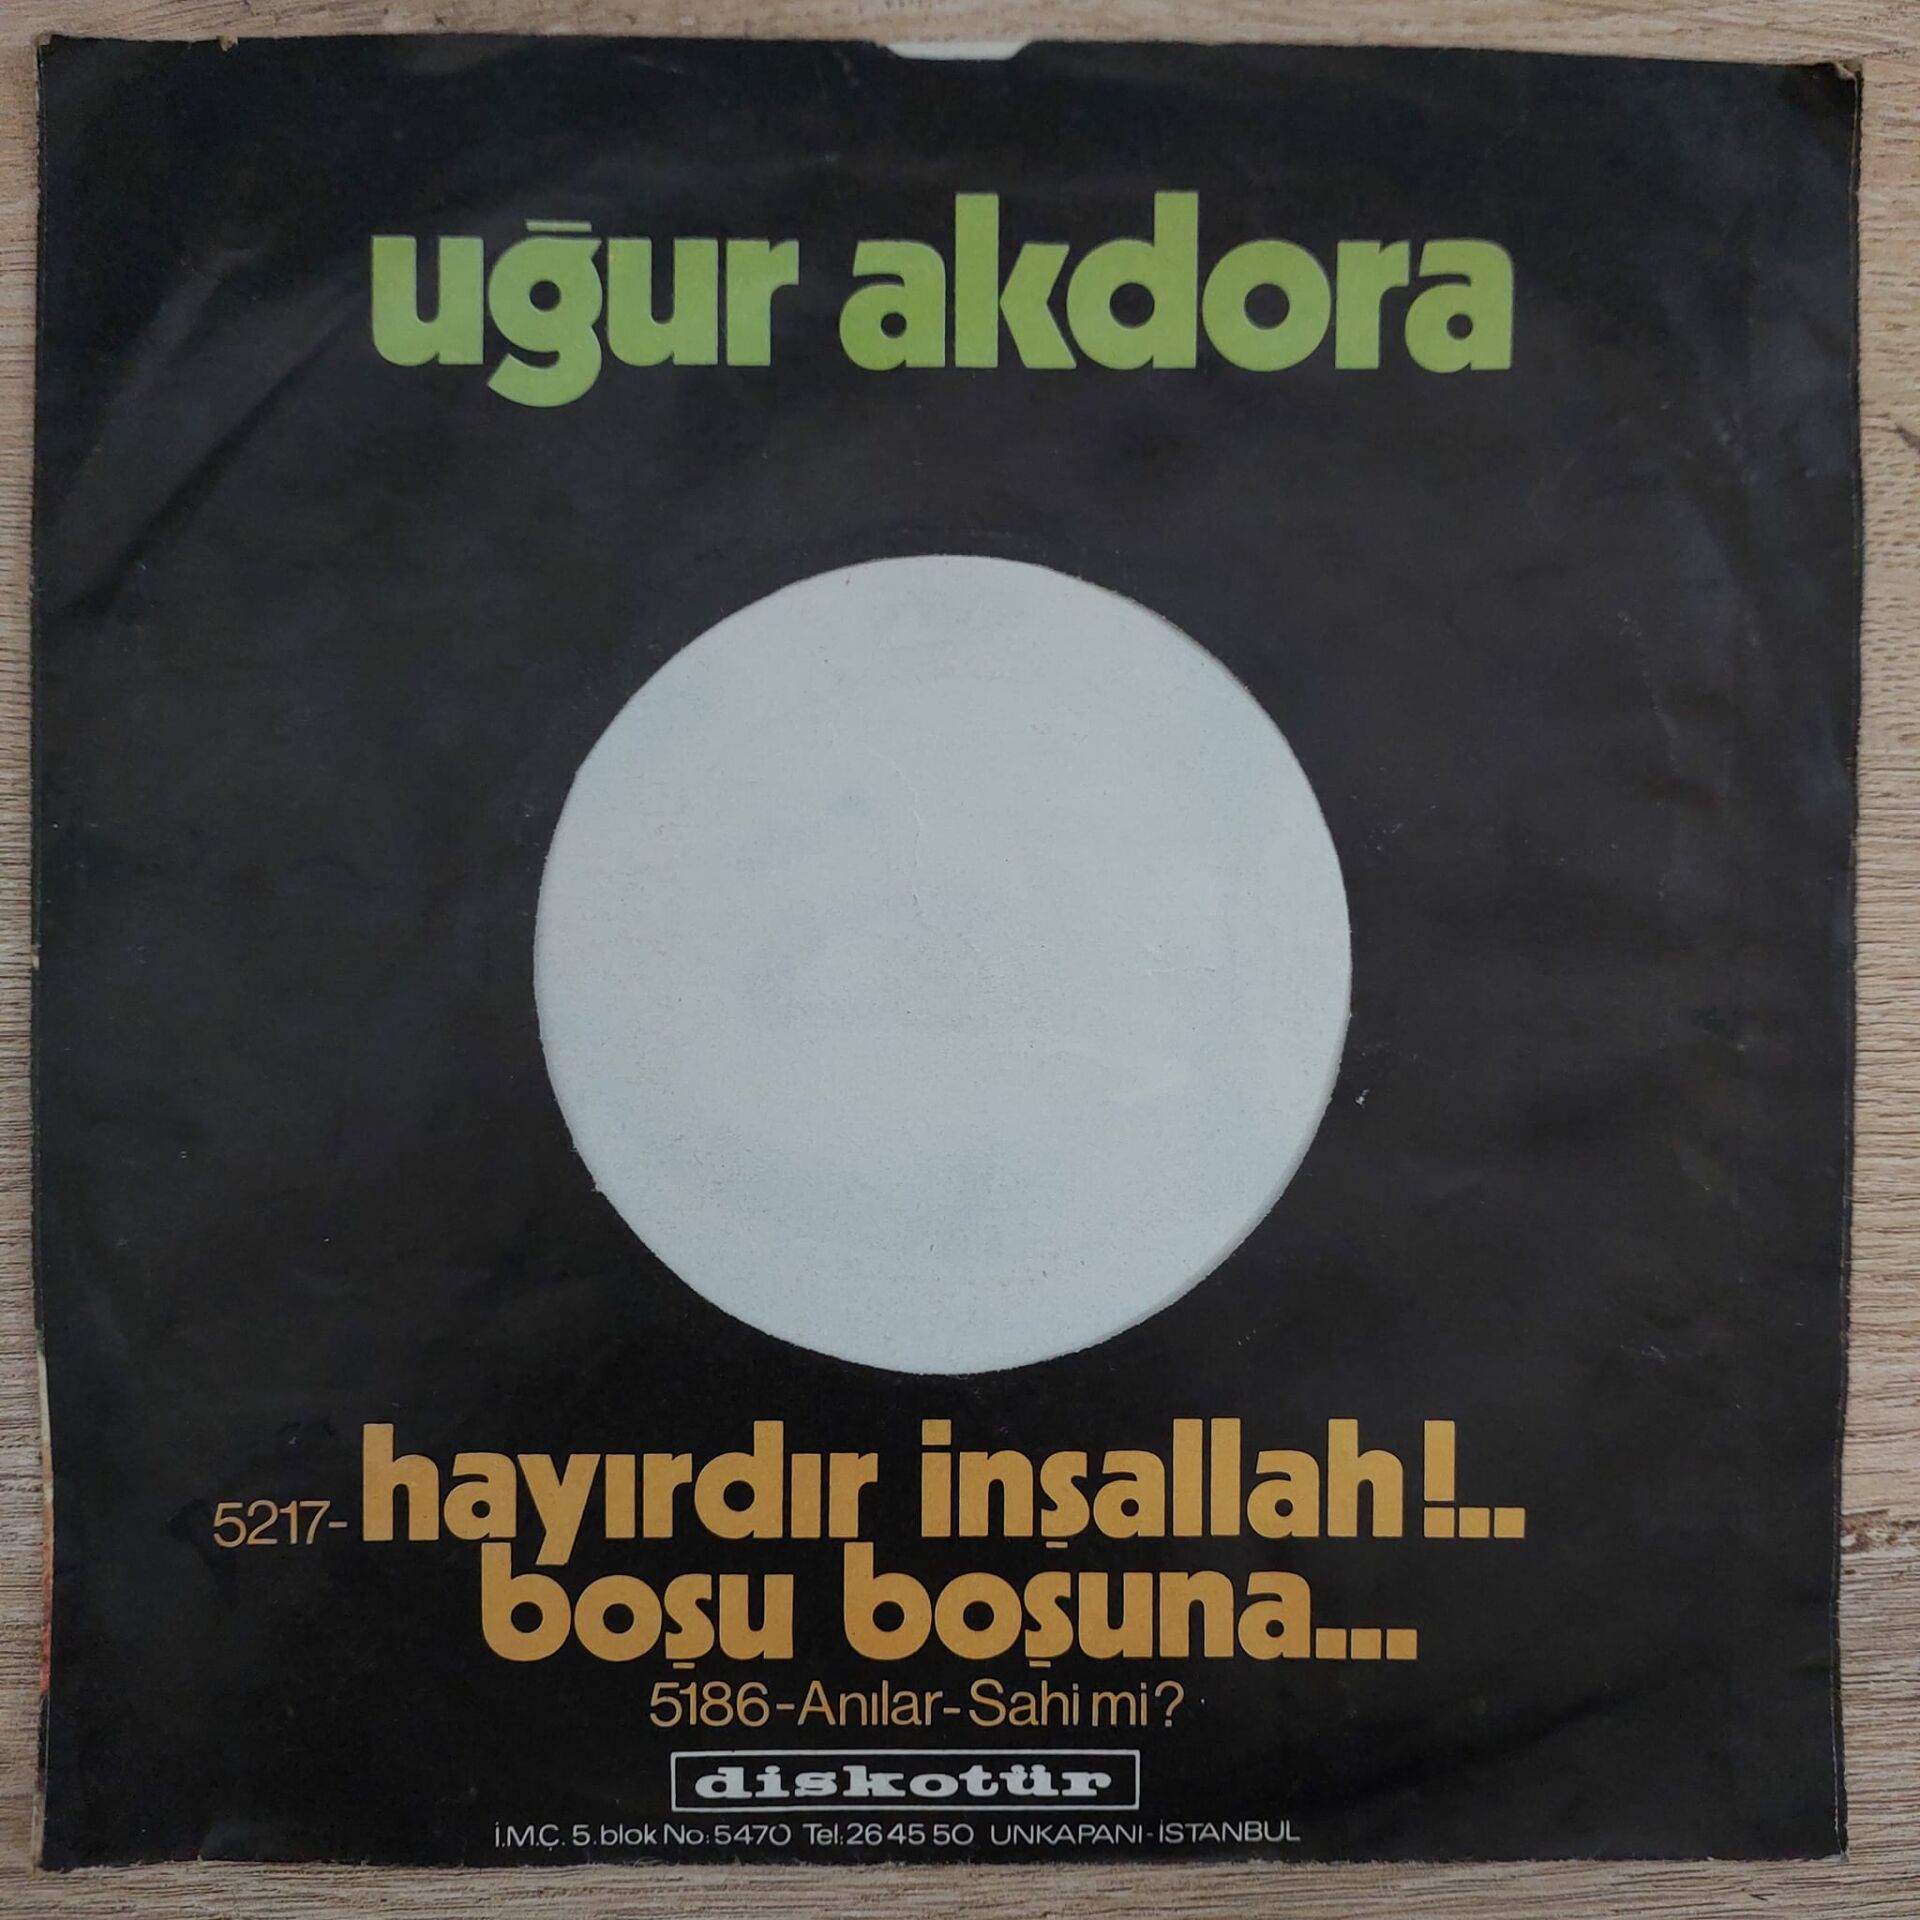 uğur akdora
5217-hayırdır inşallah!..
boşu boşuna...
5186-Anılar-Sahi mi?
diskotür
İ.M.Ç. 5. blok No: 5470 Tel: 26 45 50 UNKAPANI-İSTANBUL